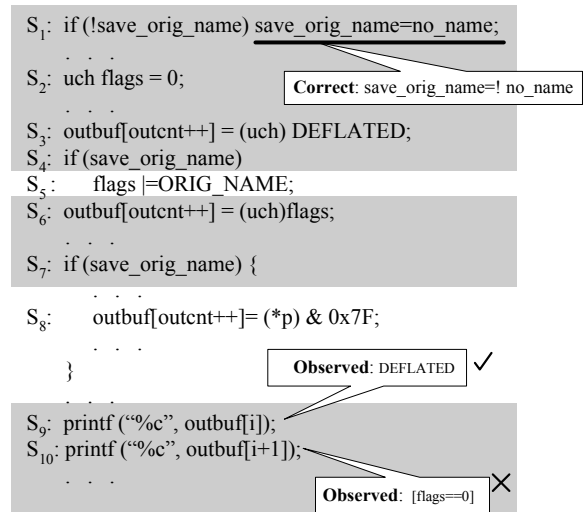 S1: if (!save_orig_name) save_orig_name=no_name;
. . .
Correct: save_orig_name=! no_name
S2: uch flags = 0;
. . .
S3: outbuf[outcnt++] = (uch) DEFLATED;
S4: if (save_orig_name)
S5: flags |=ORIG_NAME;
S6: outbuf[outcnt++] = (uch)flags;
. . .
S7: if (save_orig_name) {
. . .
S8: outbuf[outcnt++]= (*p) & 0x7F;
. . .
}
Observed: DEFLATED ✓
. . .
S9: printf (“%c”, outbuf[i]);
S10: printf (“%c”, outbuf[i+1]);
. . .
Observed: [flags==0] ✕